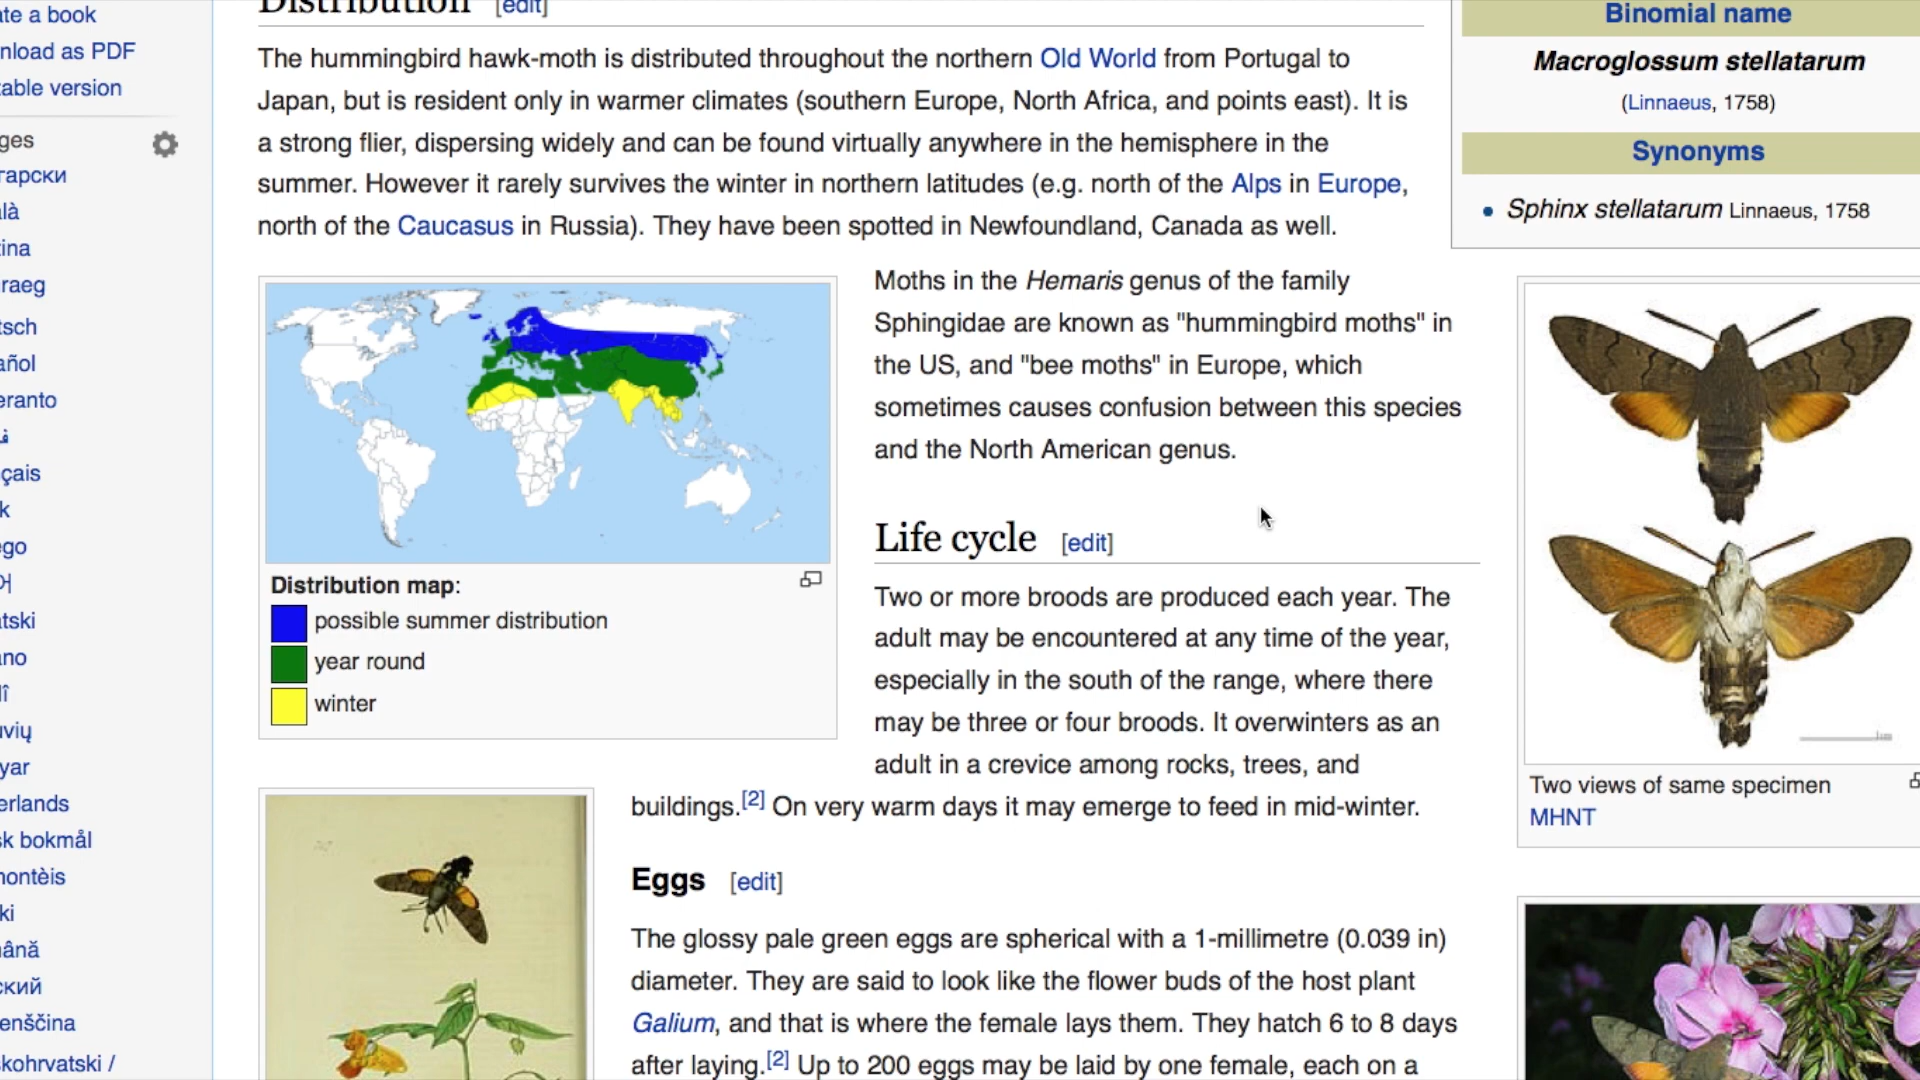 ate a book
nload as PDF
table version
ges
гарски
alà
tina
raeg
tsch
añol
eranto
nçais
k
ego
atski
ano
dî
uvių
yar
erlands
sk bokmål
montèis
ki
mână
ский
enščina
skohrvatski /
Distribution [edit]
The hummingbird hawk-moth is distributed throughout the northern Old World from Portugal to
Japan, but is resident only in warmer climates (southern Europe, North Africa, and points east). It is
a strong flier, dispersing widely and can be found virtually anywhere in the hemisphere in the
summer. However it rarely survives the winter in northern latitudes (e.g. north of the Alps in Europe,
north of the Caucasus in Russia). They have been spotted in Newfoundland, Canada as well.
Distribution map:
possible summer distribution
year round
winter
Moths in the Hemaris genus of the family
Sphingidae are known as "hummingbird moths" in
the US, and "bee moths" in Europe, which
sometimes causes confusion between this species
and the North American genus.
Life cycle [edit]
Two or more broods are produced each year. The
adult may be encountered at any time of the year,
especially in the south of the range, where there
may be three or four broods. It overwinters as an
adult in a crevice among rocks, trees, and
buildings.[2] On very warm days it may emerge to feed in mid-winter.
Eggs [edit]
The glossy pale green eggs are spherical with a 1-millimetre (0.039 in)
diameter. They are said to look like the flower buds of the host plant
Galium, and that is where the female lays them. They hatch 6 to 8 days
after laying.[2] Up to 200 eggs may be laid by one female, each on a
Binomial name
Macroglossum stellatarum
(Linnaeus, 1758)
Synonyms
• Sphinx stellatarum Linnaeus, 1758
Two views of same specimen
MHNT